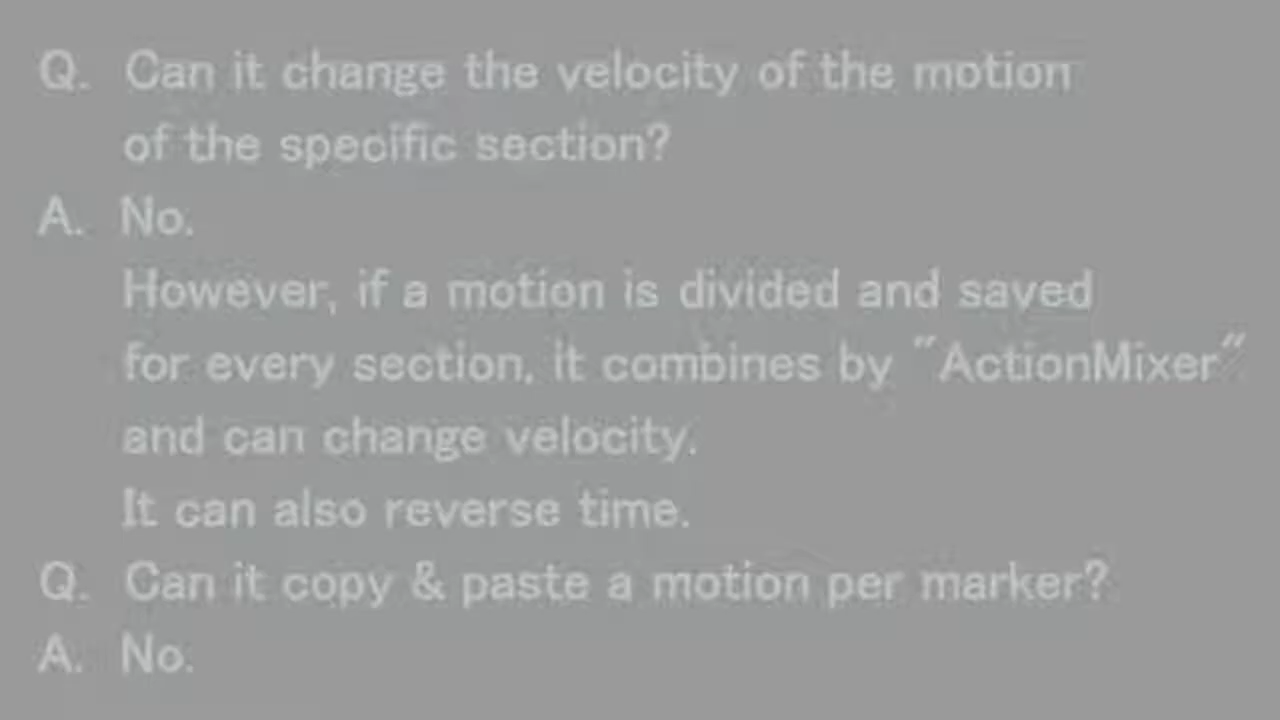 Q. Can it change the velocity of the motion
of the specific section?
A. No.
However, if a motion is divided and saved
for every section, it combines by "ActionMixer"
and can change velocity.
It can also reverse time.
Q. Can it copy & paste a motion per marker?
A. No.